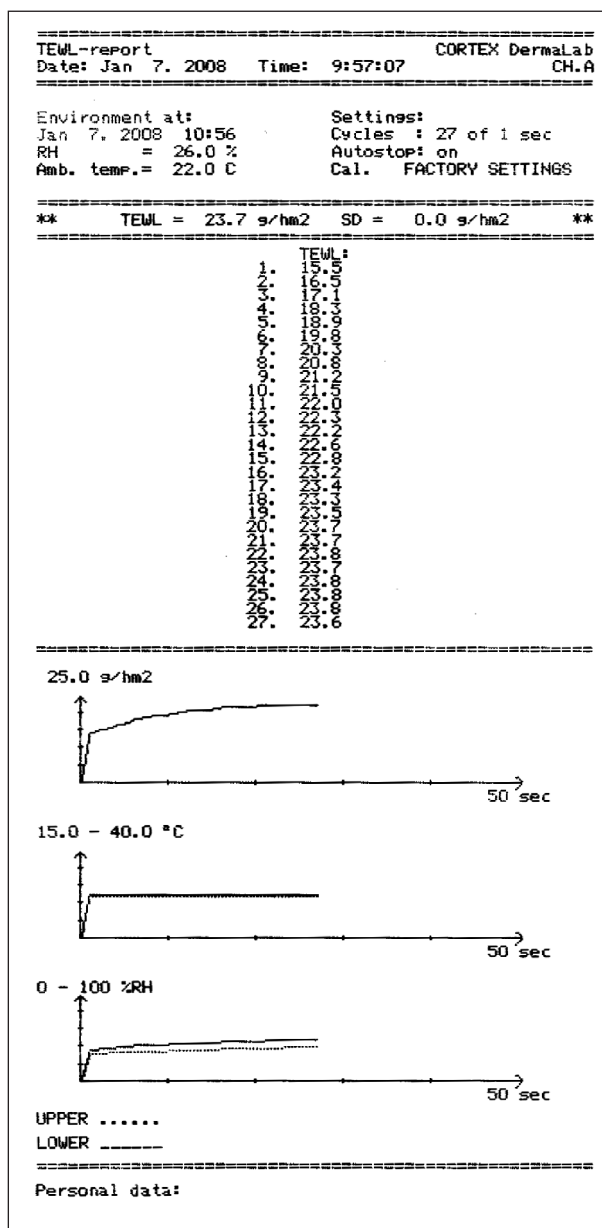 TEWL-report CORTEX DermaLab
Date: Jan 7. 2008 Time: 9:57:07 CH.A
Environment at: Settings:
Jan 7. 2008 10:56 Cycles : 27 of 1 sec
RH = 26.0 % Autostop: on
Amb. temp.= 22.0 C Cal. FACTORY SETTINGS
** TEWL = 23.7 g/hm2 SD = 0.0 g/hm2 **
TEWL:
1. 15.5
2. 16.5
3. 17.1
4. 18.3
5. 18.9
6. 19.8
7. 20.3
8. 20.8
9. 21.2
10. 21.5
11. 22.0
12. 22.3
13. 22.2
14. 22.6
15. 22.8
16. 23.2
17. 23.4
18. 23.3
19. 23.5
20. 23.7
21. 23.7
22. 23.8
23. 23.7
24. 23.8
25. 23.8
26. 23.8
27. 23.6
25.0 g/hm2
50 sec
15.0 - 40.0 °C
50 sec
0 - 100 %RH
50 sec
UPPER ......
LOWER ______
Personal data: